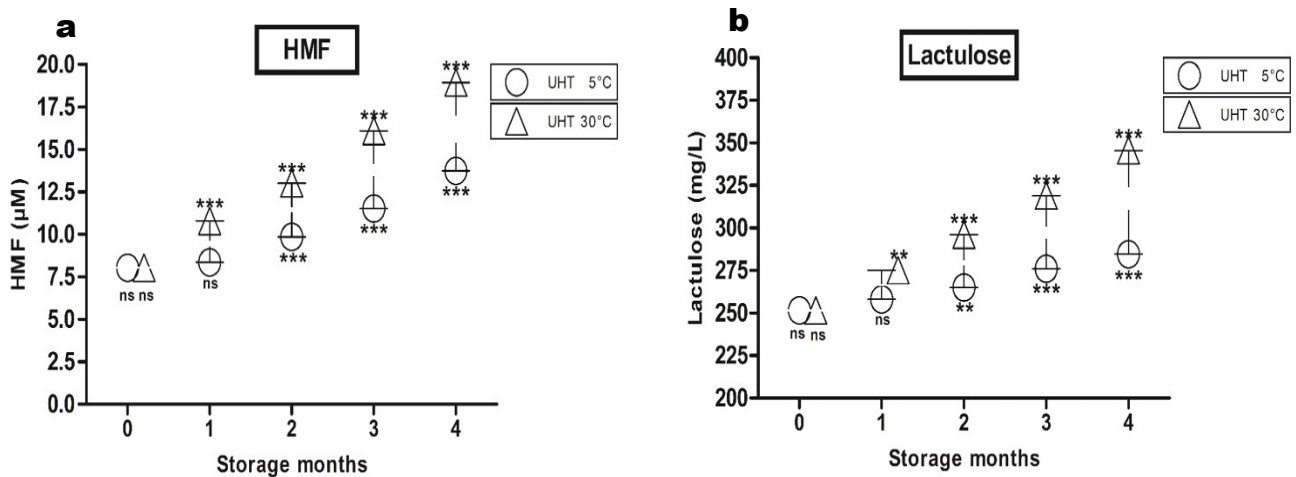 a
HMF
HMF (µM)
20.0
17.5
15.0
12.5
10.0
7.5
5.0
2.5
0.0
***
***
***
***
***
***
***
ns
ns ns
0 1 2 3 4
Storage months
UHT 5°C
UHT 30°C
b
Lactulose
Lactulose (mg/L)
400
375
350
325
300
275
250
225
200
***
***
***
**
***
***
**
ns
ns ns
0 1 2 3 4
Storage months
UHT 5°C
UHT 30°C